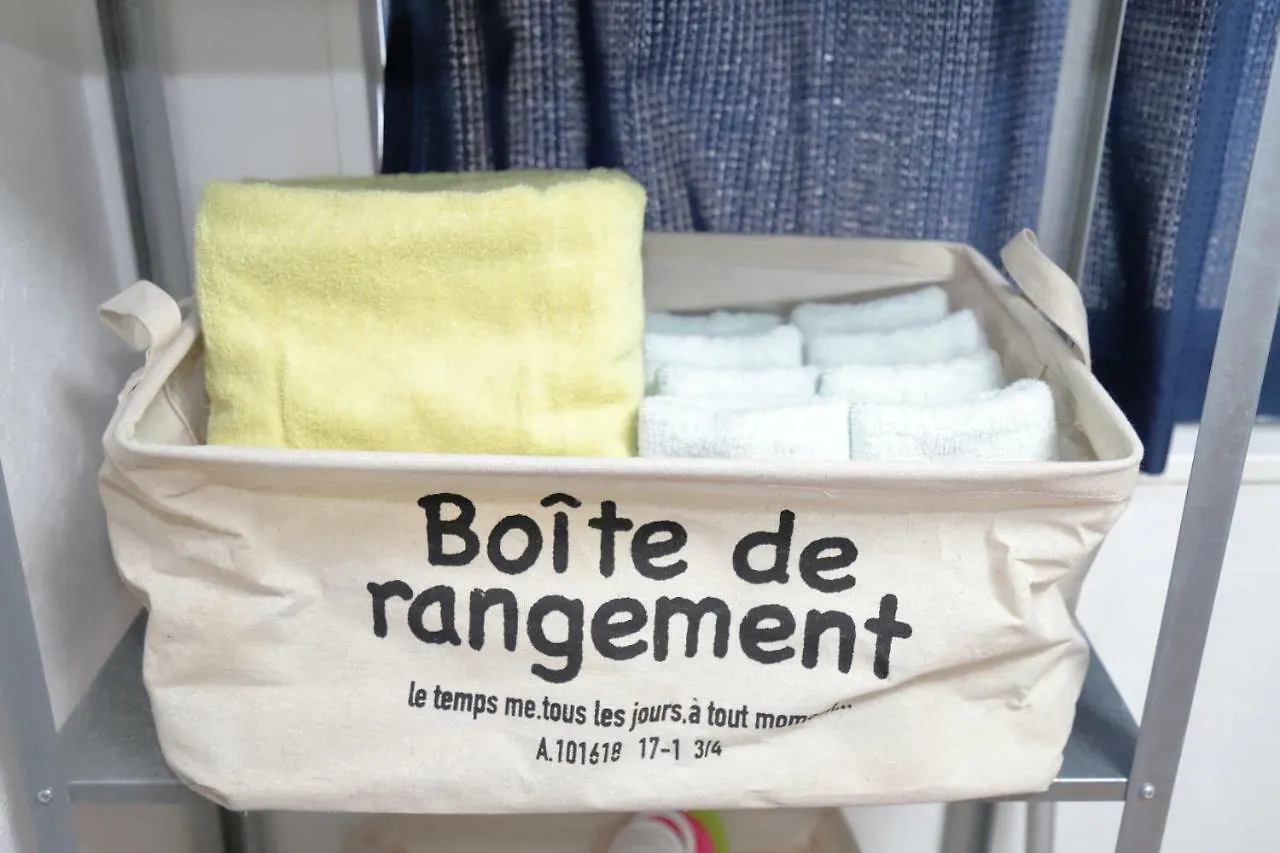 Boîte de
rangement
le temps me.tous les jours.à tout
A.101618 17-1 3/4